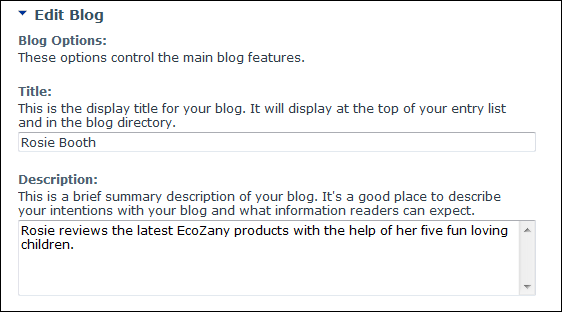 Edit Blog
Blog Options:
These options control the main blog features.
Title:
This is the display title for your blog. It will display at the top of your entry list
and in the blog directory.
Rosie Booth
Description:
This is a brief summary description of your blog. It's a good place to describe
your intentions with your blog and what information readers can expect.
Rosie reviews the latest EcoZany products with the help of her five fun loving
children.